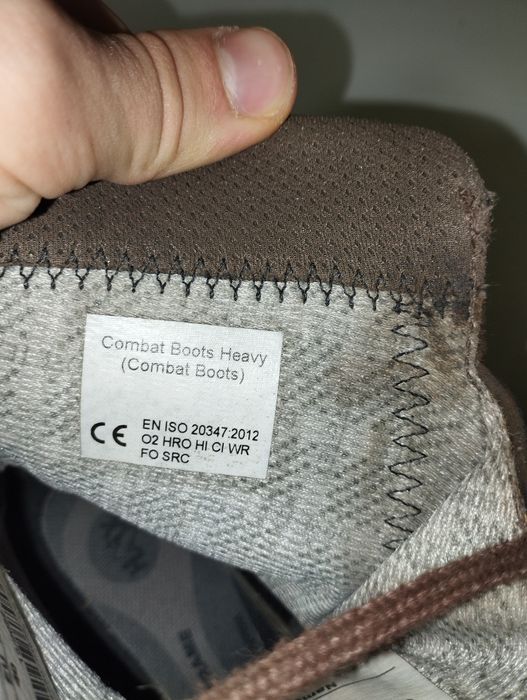 Combat Boots Heavy
(Combat Boots)
CE EN ISO 20347:2012
O2 HRO HI CI WR
FO SRC